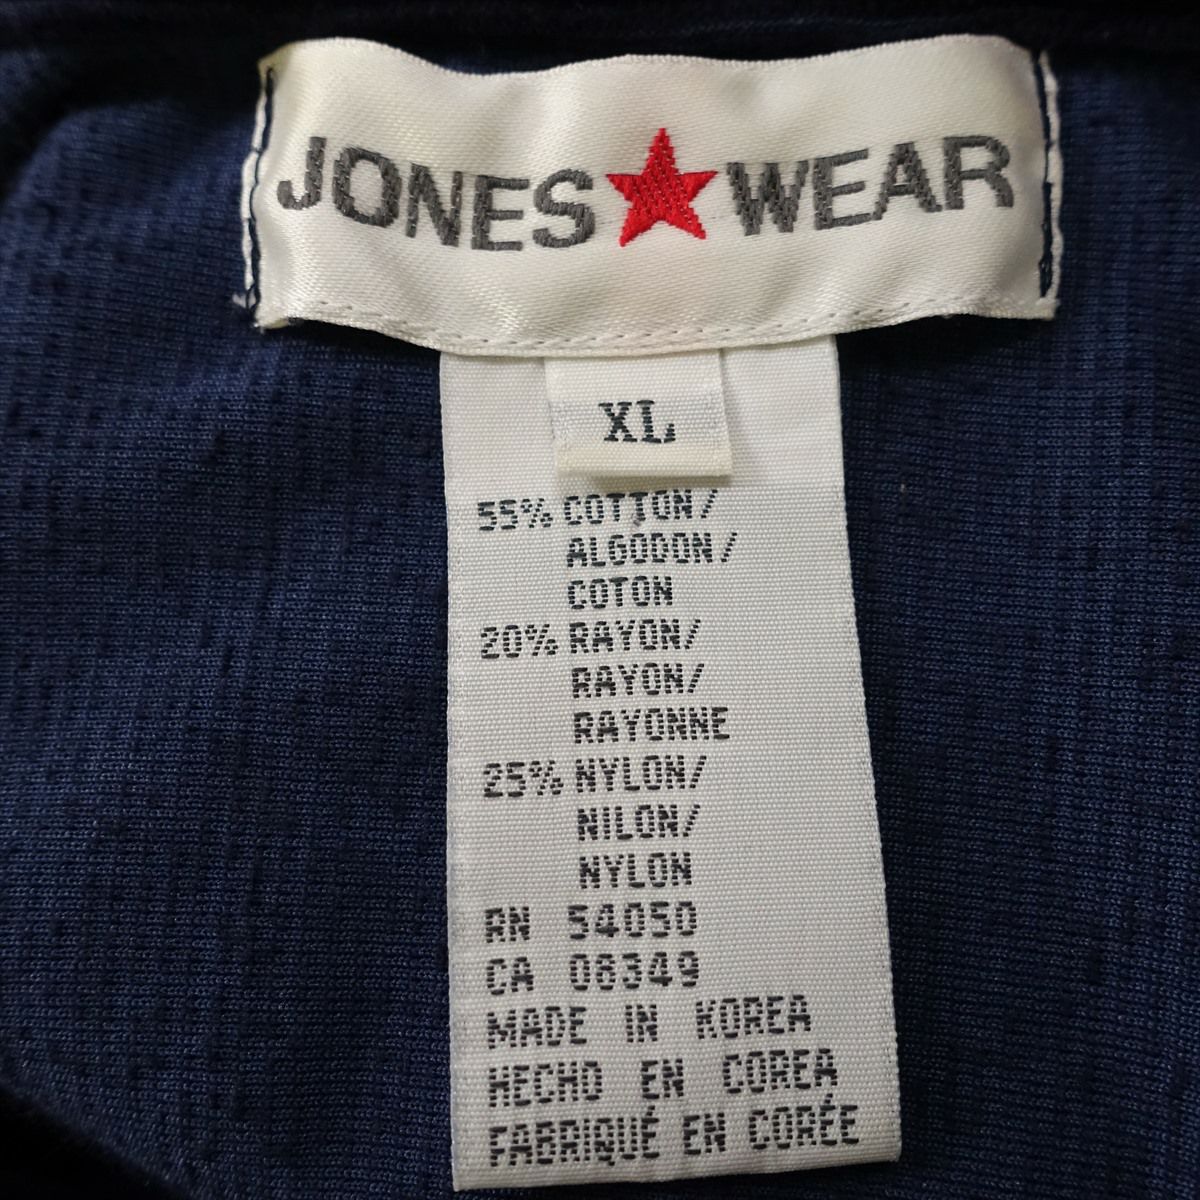 JONES WEAR
XL
55% COTTON/
ALGODON/
COTON
20% RAYON/
RAYON/
RAYONNE
25% NYLON/
NILON/
NYLON
RN 54050
CA 08349
MADE IN KOREA
HECHO EN COREA
FABRIQUÉ EN CORÉE